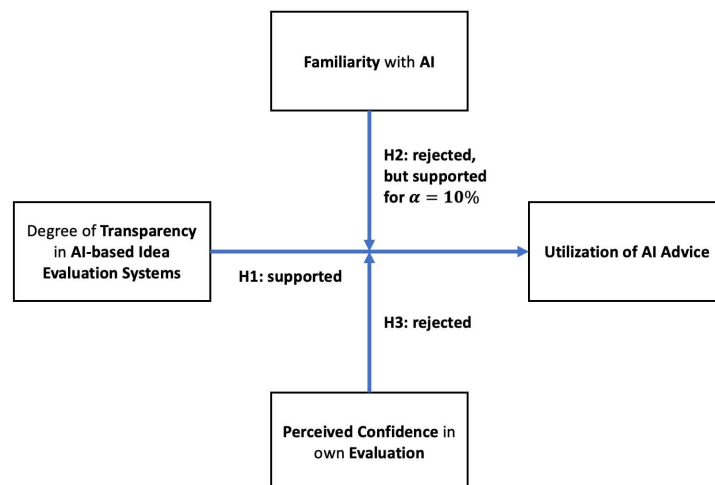 Familiarity with AI
H2: rejected,
but supported
for α = 10%
Degree of Transparency
in AI-based Idea
Evaluation Systems
Utilization of AI Advice
H1: supported
H3: rejected
Perceived Confidence in
own Evaluation